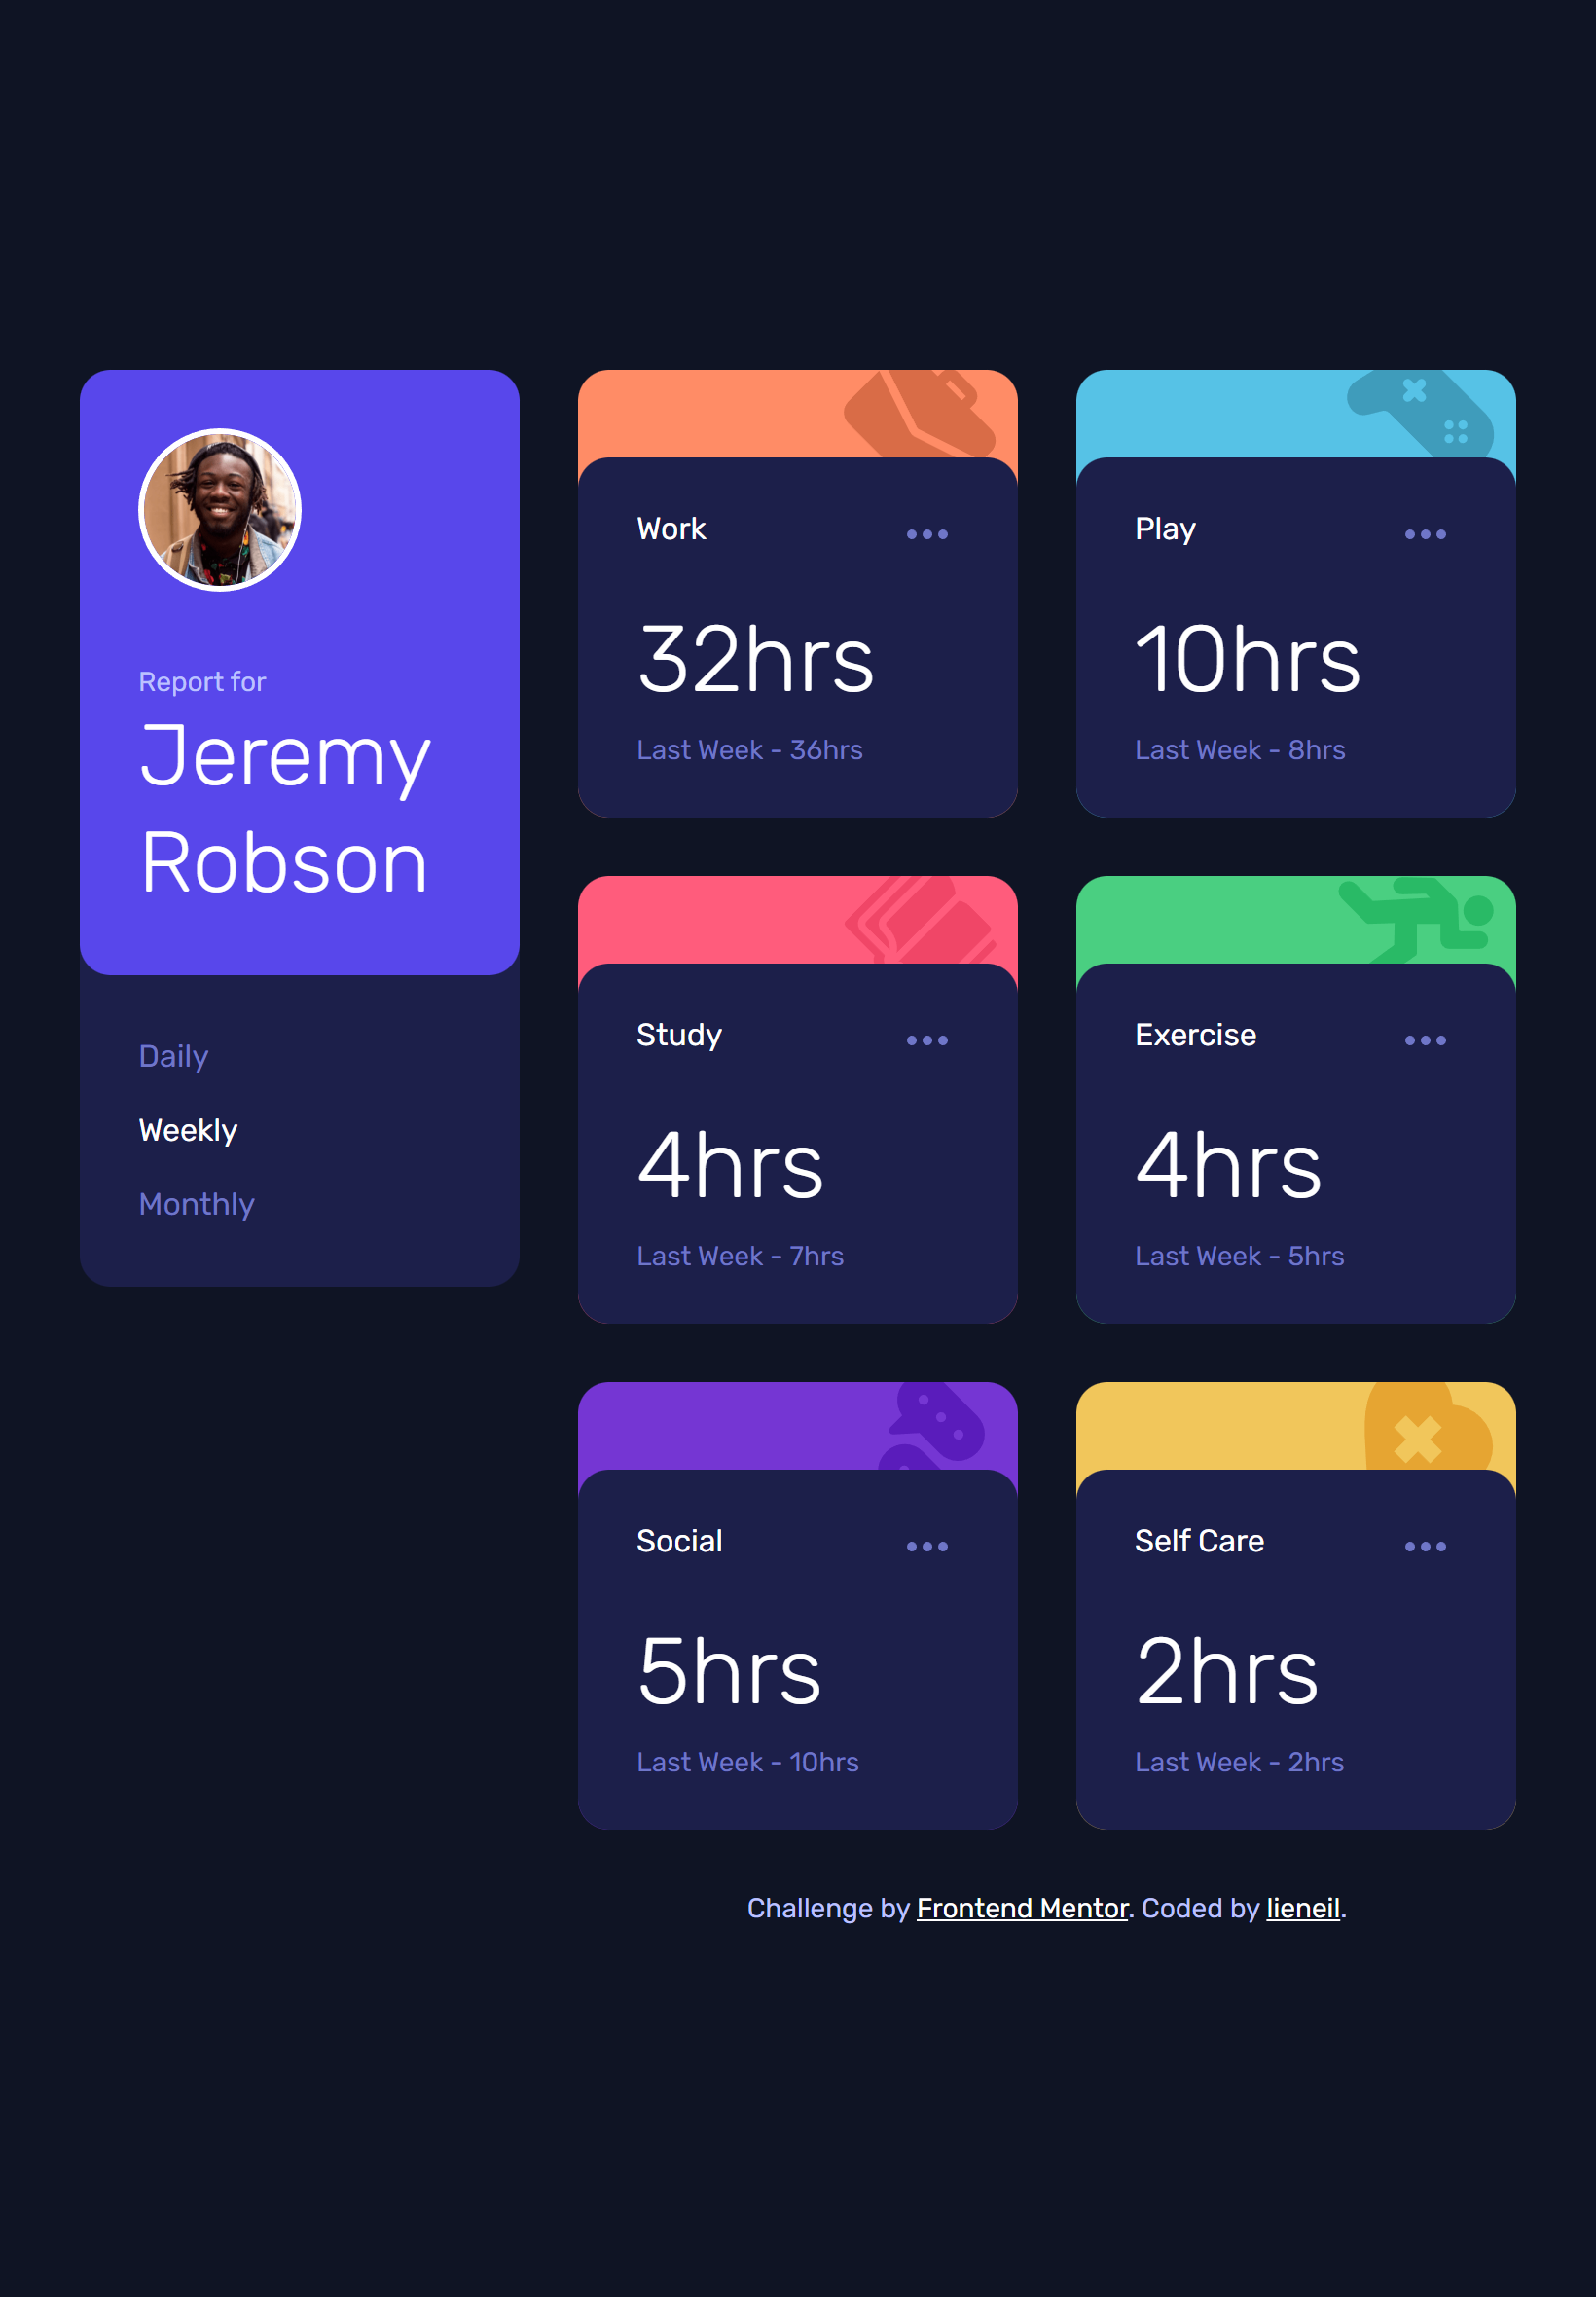 Report for
Jeremy
Robson
Daily
Weekly
Monthly
Work
32hrs
Last Week - 36hrs
Play
10hrs
Last Week - 8hrs
Study
4hrs
Last Week - 7hrs
Exercise
4hrs
Last Week - 5hrs
Social
5hrs
Last Week - 10hrs
Self Care
2hrs
Last Week - 2hrs
Challenge by Frontend Mentor. Coded by lieneil.